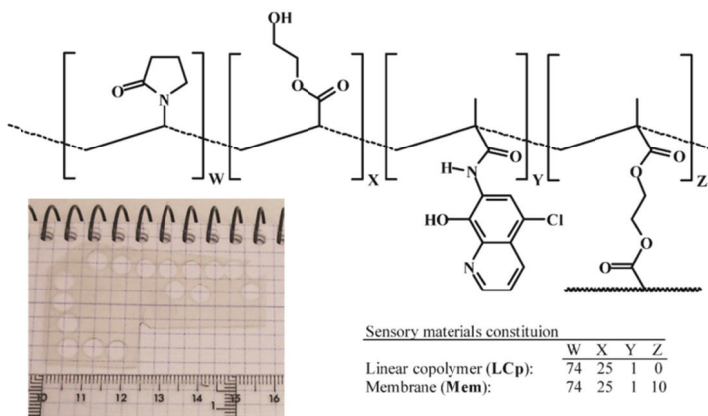 OH
O
N
W
O
O
X
O
H-N
HO
Cl
N
Y
O
O
O
O
Z
10 11 12 13 14 15 16
1
Sensory materials constituion
W X Y Z
Linear copolymer (LCp): 74 25 1 0
Membrane (Mem): 74 25 1 10